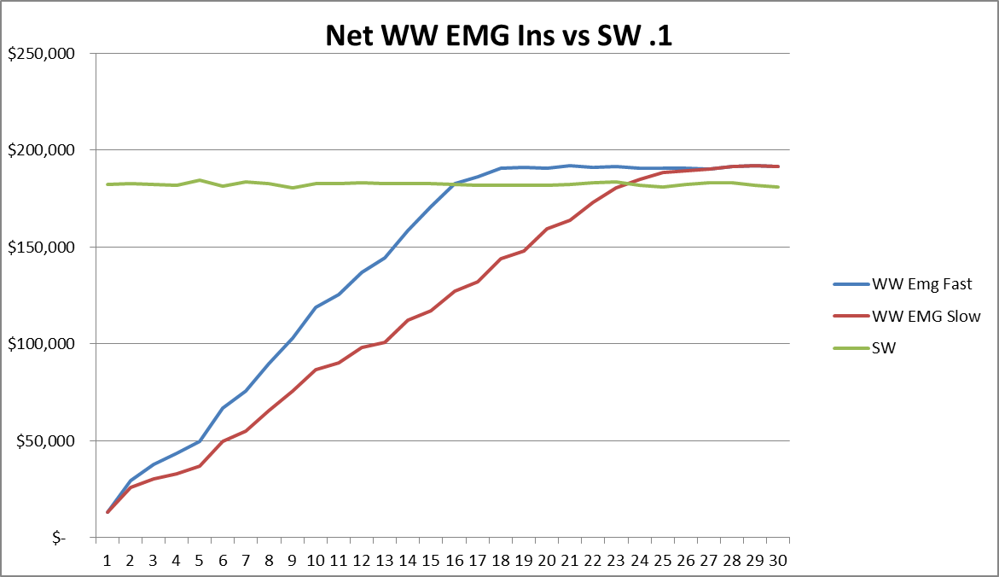 Net WW EMG Ins vs SW .1
$250,000
$200,000
$150,000
$100,000
$50,000
$-
1 2 3 4 5 6 7 8 9 10 11 12 13 14 15 16 17 18 19 20 21 22 23 24 25 26 27 28 29 30
WW Emg Fast
WW EMG Slow
SW